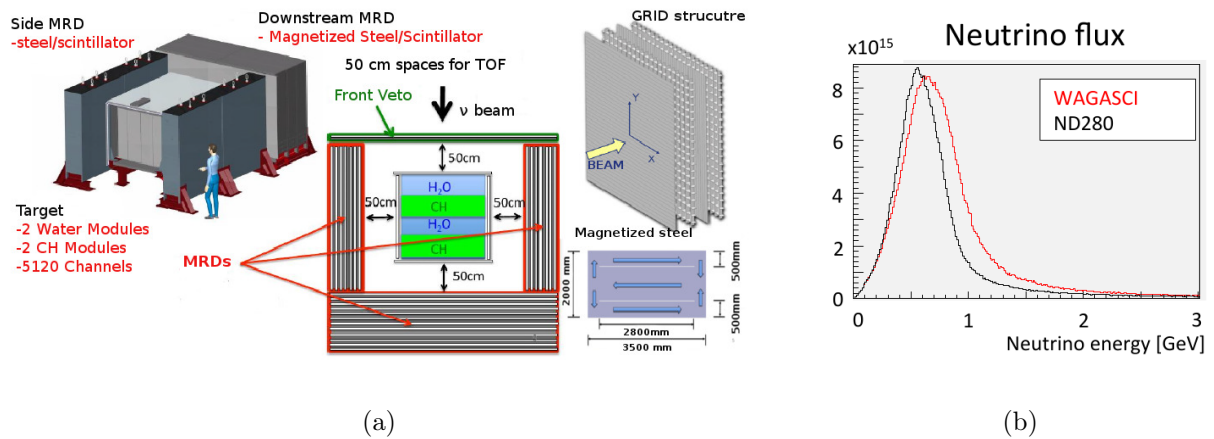 Side MRD
-steel/scintillator
Downstream MRD
- Magnetized Steel/Scintillator
50 cm spaces for TOF
Front Veto
ν beam
50cm
50cm
50cm
50cm
H₂O
CH
H₂O
CH
MRDs
Target
-2 Water Modules
-2 CH Modules
-5120 Channels
GRID strucutre
Y
X
BEAM
Magnetized steel
2000 mm
500mm
500mm
2800mm
3500 mm
(a)
Neutrino flux
x10¹⁵
8
6
4
2
0
WAGASCI
ND280
0
1
2
3
Neutrino energy [GeV]
(b)